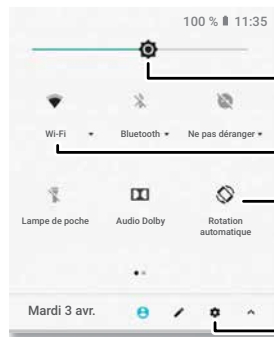 100 % 11:35
Wi-Fi Bluetooth Ne pas déranger
Lampe de poche Audio Dolby Rotation
automatique
Mardi 3 avr.